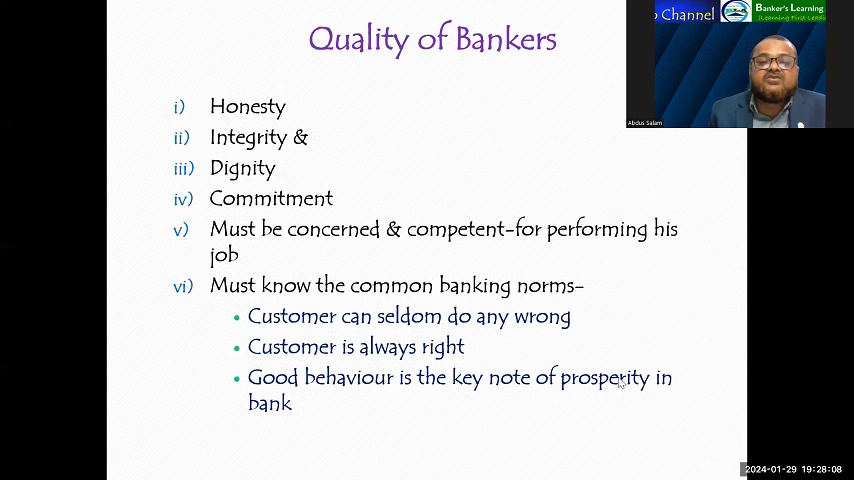 Quality of Bankers
i) Honesty
ii) Integrity &
iii) Dignity
iv) Commitment
v) Must be concerned & competent-for performing his
job
vi) Must know the common banking norms-
• Customer can seldom do any wrong
• Customer is always right
• Good behaviour is the key note of prosperity in
bank
Channel
Banker's Learning
(Learning First Leadi
Abdus Salam
2024-01-29 19:28:08